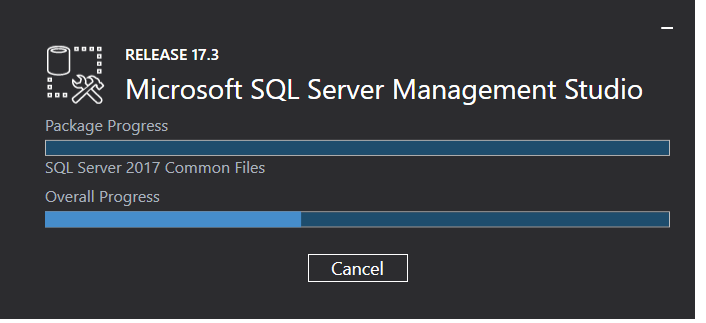 RELEASE 17.3
Microsoft SQL Server Management Studio
Package Progress
SQL Server 2017 Common Files
Overall Progress
Cancel